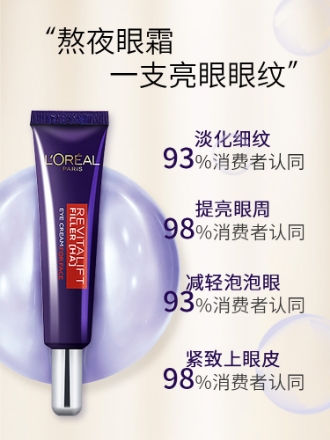 “熬夜眼霜
一支亮眼眼纹”
淡化细纹
93%消费者认同
提亮眼周
98%消费者认同
减轻泡泡眼
93%消费者认同
紧致上眼皮
98%消费者认同
L'ORÉAL
PARIS
REVITALIFT
FILLER [HA]
EYE CREAM FOR FACE